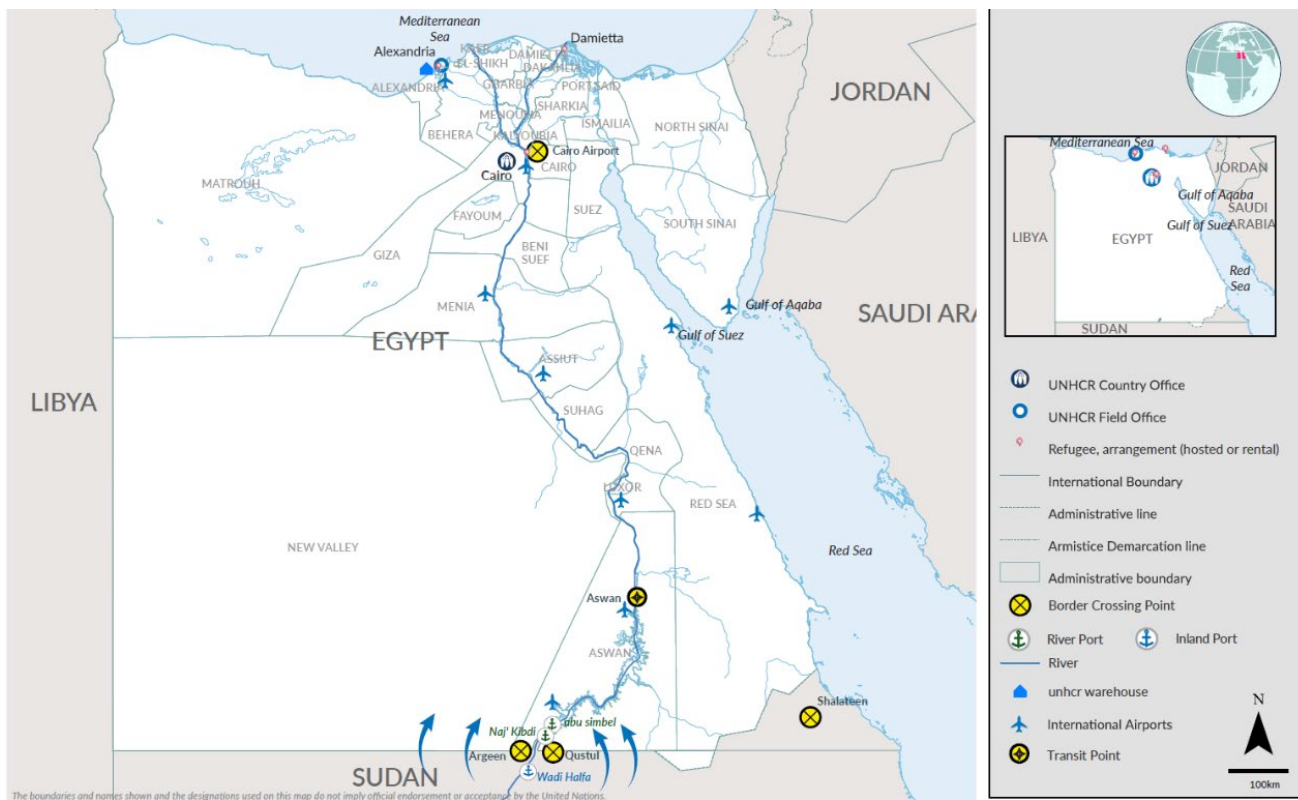 Mediterranean
Sea
Alexandria
Damietta
KAFR
EL-SHIKH
DAMIETTA
DAKAHLIA
ALEXANDRIA
GHARBIA
PORT SAID
SHARKIA
MENOUFIA
BEHERA
ISMAILIA
KALYOUBIA
NORTH SINAI
JORDAN
Cairo Airport
Cairo
CAIRO
MATROUH
FAYOUM
SUEZ
SOUTH SINAI
GIZA
BENI
SUEF
MENIA
Gulf of Aqaba
SAUDI ARA
Gulf of Suez
EGYPT
ASSIUT
LIBYA
SUHAG
QENA
LUXOR
RED SEA
NEW VALLEY
Red Sea
Aswan
ASWAN
Shalateen
abu simbel
Naj' Kibdi
Argeen
Qustul
SUDAN
Wadi Halfa
The boundaries and names shown and the designations used on this map do not imply official endorsement or acceptance by the United Nations.
Mediterranean Sea
JORDAN
Gulf of Aqaba
SAUDI
ARABIA
Gulf of Suez
LIBYA
EGYPT
Red
Sea
SUDAN
UNHCR Country Office
UNHCR Field Office
Refugee, arrangement (hosted or rental)
International Boundary
Administrative line
Armistice Demarcation line
Administrative boundary
Border Crossing Point
River Port
Inland Port
River
unhcr warehouse
International Airports
Transit Point
N
100km